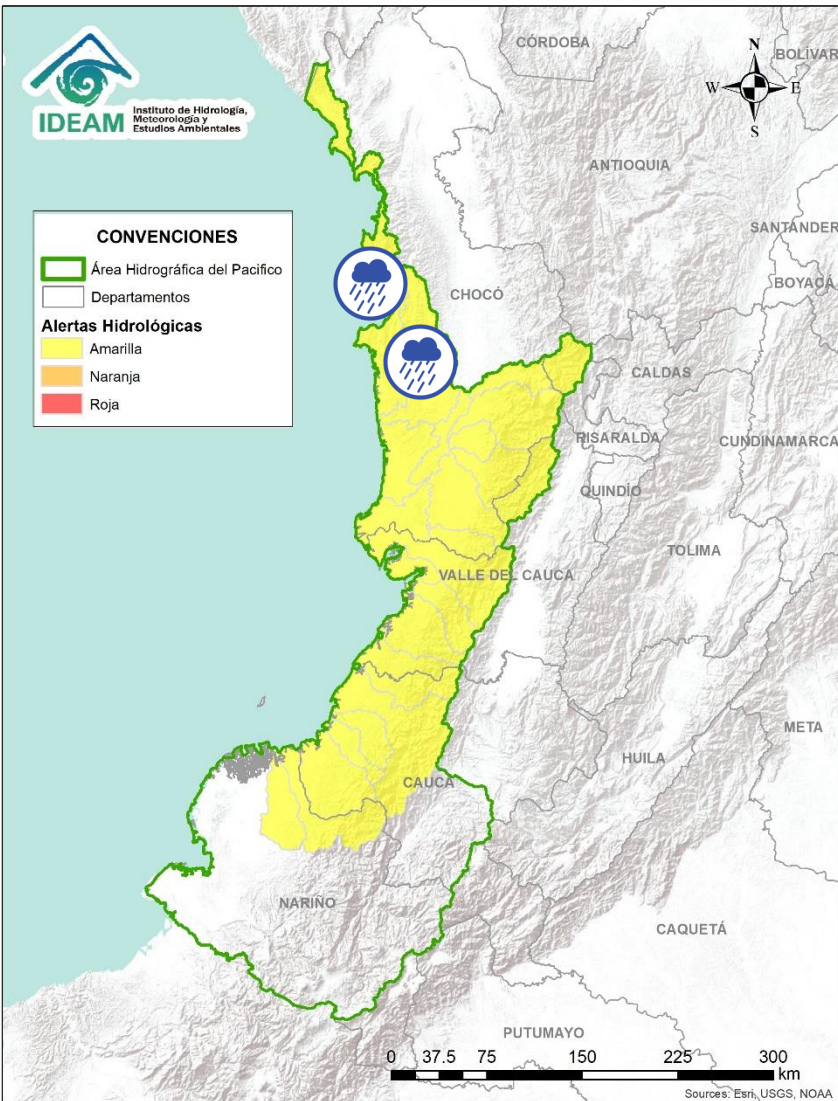 IDEAM
Instituto de Hidrología,
Meteorología y
Estudios Ambientales
CÓRDOBA
BOLÍVAR
N
W
E
S
ANTIOQUIA
SANTANDER
CONVENCIONES
Área Hidrográfica del Pacifico
Departamentos
Alertas Hidrológicas
Amarilla
Naranja
Roja
BOYACÁ
CHOCÓ
CALDAS
RISARALDA
CUNDINAMARCA
QUINDÍO
TOLIMA
VALLE DEL CAUCA
META
HUILA
CAUCA
NARIÑO
CAQUETÁ
PUTUMAYO
0 37.5 75 150 225 300
km
Sources: Esri, USGS, NOAA